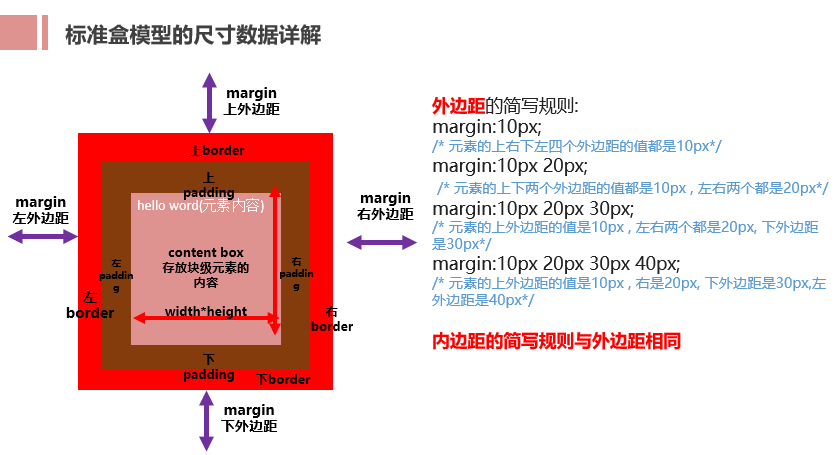 标准盒模型的尺寸数据详解
margin
上外边距
上border
上
padding
hello word(元素内容)
margin
左外边距
margin
右外边距
content box
存放块级元素的
内容
左
paddin
g
右
paddin
g
左
border
右
border
width*height
下
padding
下border
margin
下外边距
外边距的简写规则:
margin:10px;
/* 元素的上右下左四个外边距的值都是10px*/
margin:10px 20px;
/* 元素的上下两个外边距的值都是10px , 左右两个都是20px*/
margin:10px 20px 30px;
/* 元素的上外边距的值是10px , 左右两个都是20px, 下外边距
是30px*/
margin:10px 20px 30px 40px;
/* 元素的上外边距的值是10px , 右是20px, 下外边距是30px,左
外边距是40px*/
内边距的简写规则与外边距相同